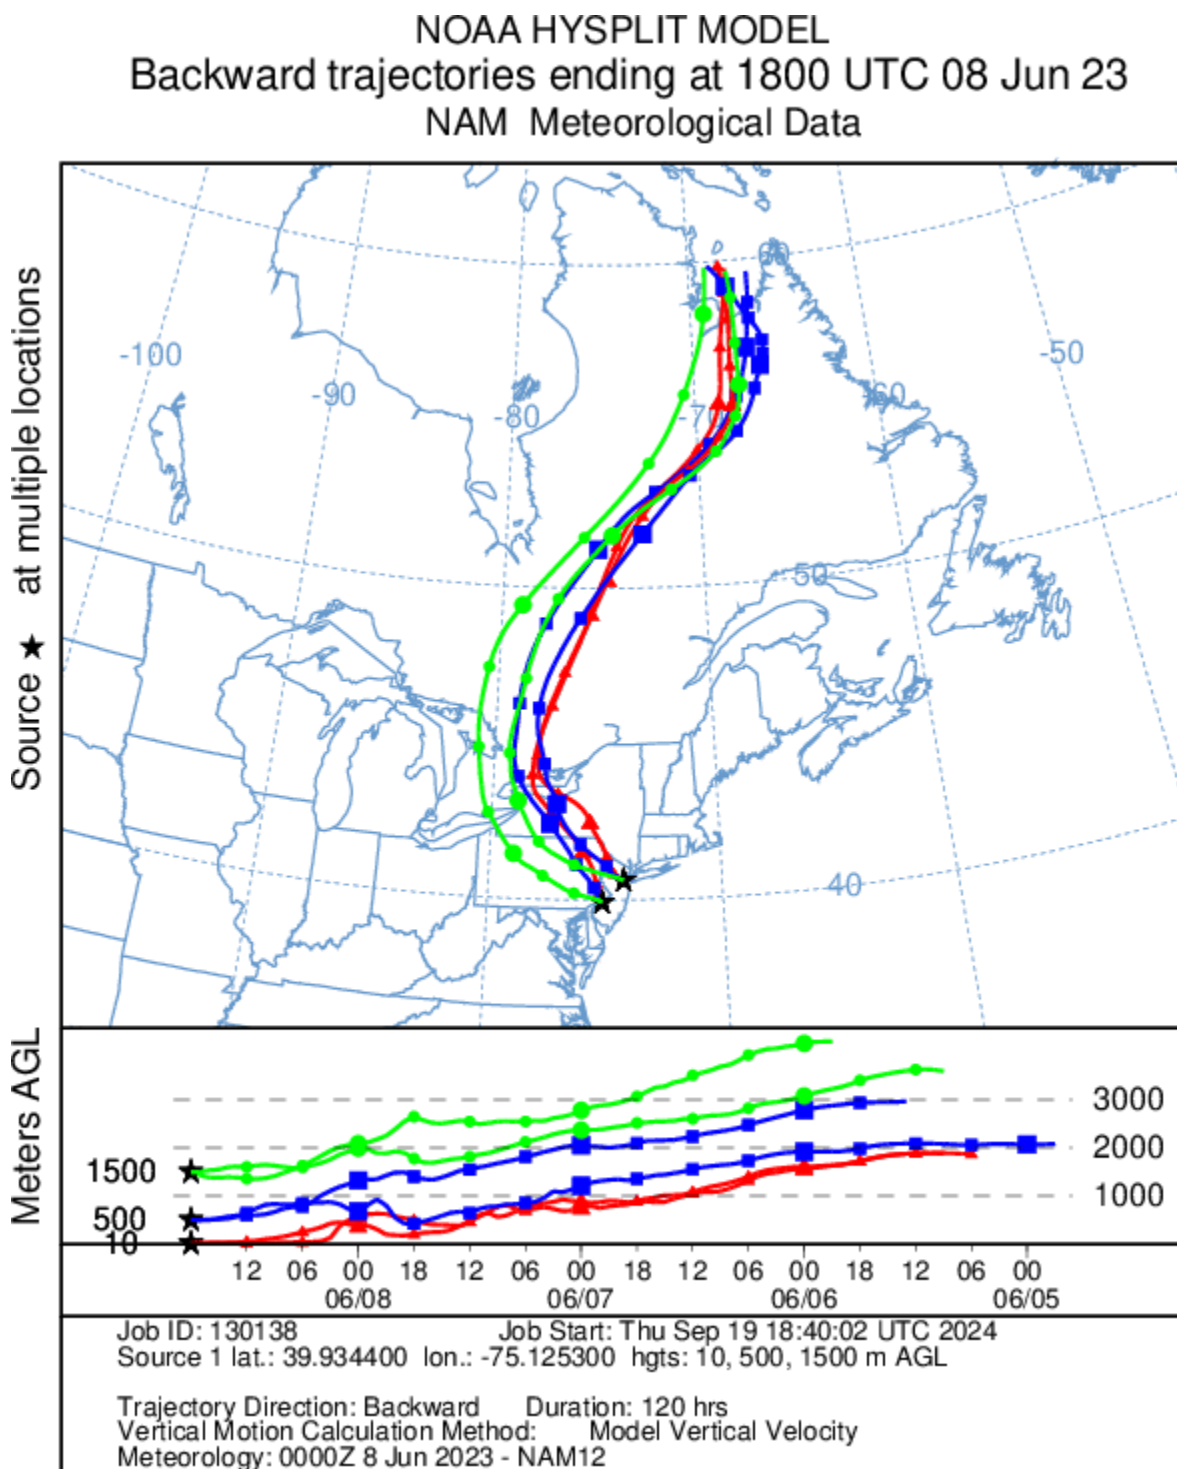 NOAA HYSPLIT MODEL
Backward trajectories ending at 1800 UTC 08 Jun 23
NAM Meteorological Data
Source ★ at multiple locations
60
-100
-50
-90
-60
-80
-70
50
40
Meters AGL
3000
2000
1500
1000
500
10
12 06 00 18 12 06 00 18 12 06 00 18 12 06 00
06/08 06/07 06/06 06/05
Job ID: 130138 Job Start: Thu Sep 19 18:40:02 UTC 2024
Source 1 lat.: 39.934400 lon.: -75.125300 hgts: 10, 500, 1500 m AGL
Trajectory Direction: Backward Duration: 120 hrs
Vertical Motion Calculation Method: Model Vertical Velocity
Meteorology: 0000Z 8 Jun 2023 - NAM12